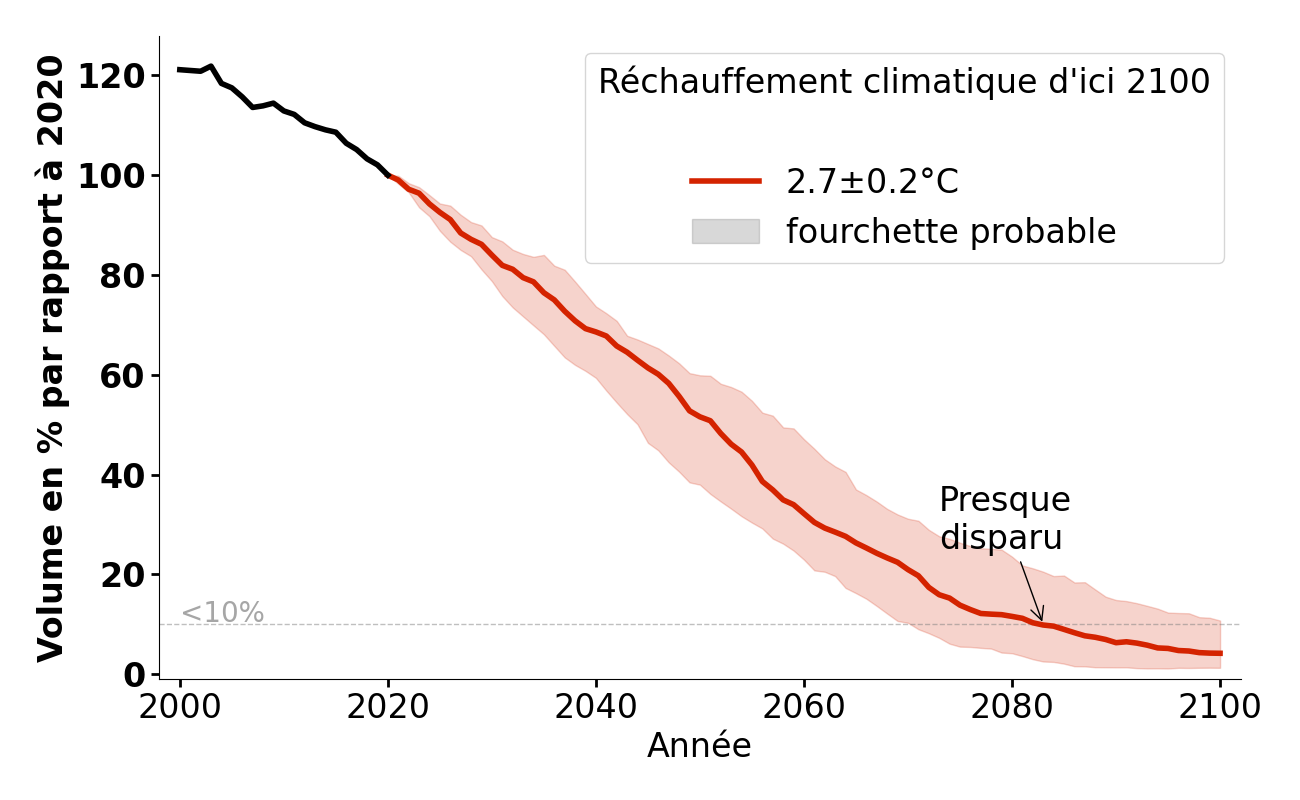 Volume en % par rapport à 2020
120
100
80
60
40
20
0
Réchauffement climatique d'ici 2100
2.7±0.2°C
fourchette probable
Presque
disparu
<10%
2000 2020 2040 2060 2080 2100
Année